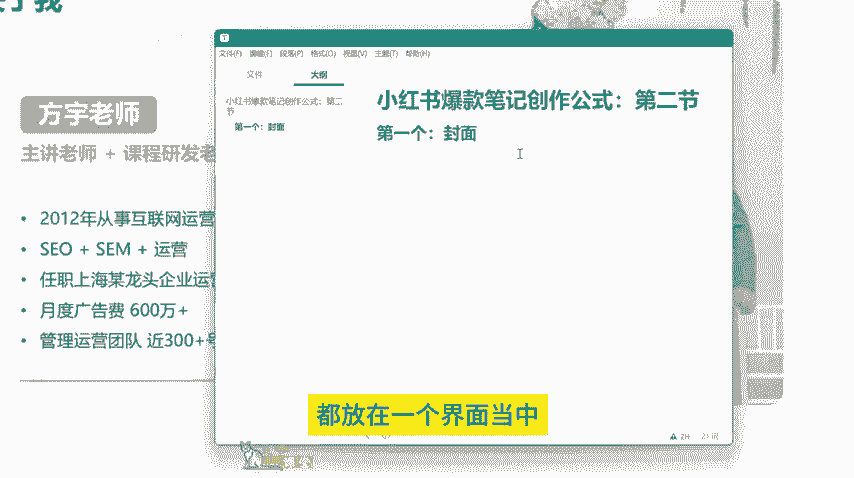 于我
方宇老师
主讲老师 + 课程研发老
2012年从事互联网运营
SEO + SEM + 运营
任职上海某龙头企业运营
月度广告费 600万+
管理运营团队 近300+号
文件(F) 编辑(E) 段落(P) 格式(O) 视图(V) 主题(T) 帮助(H)
文件 大纲
小红书爆款笔记创作公式：第二节
第一个：封面
小红书爆款笔记创作公式：第二节
第一个：封面
都放在一个界面当中